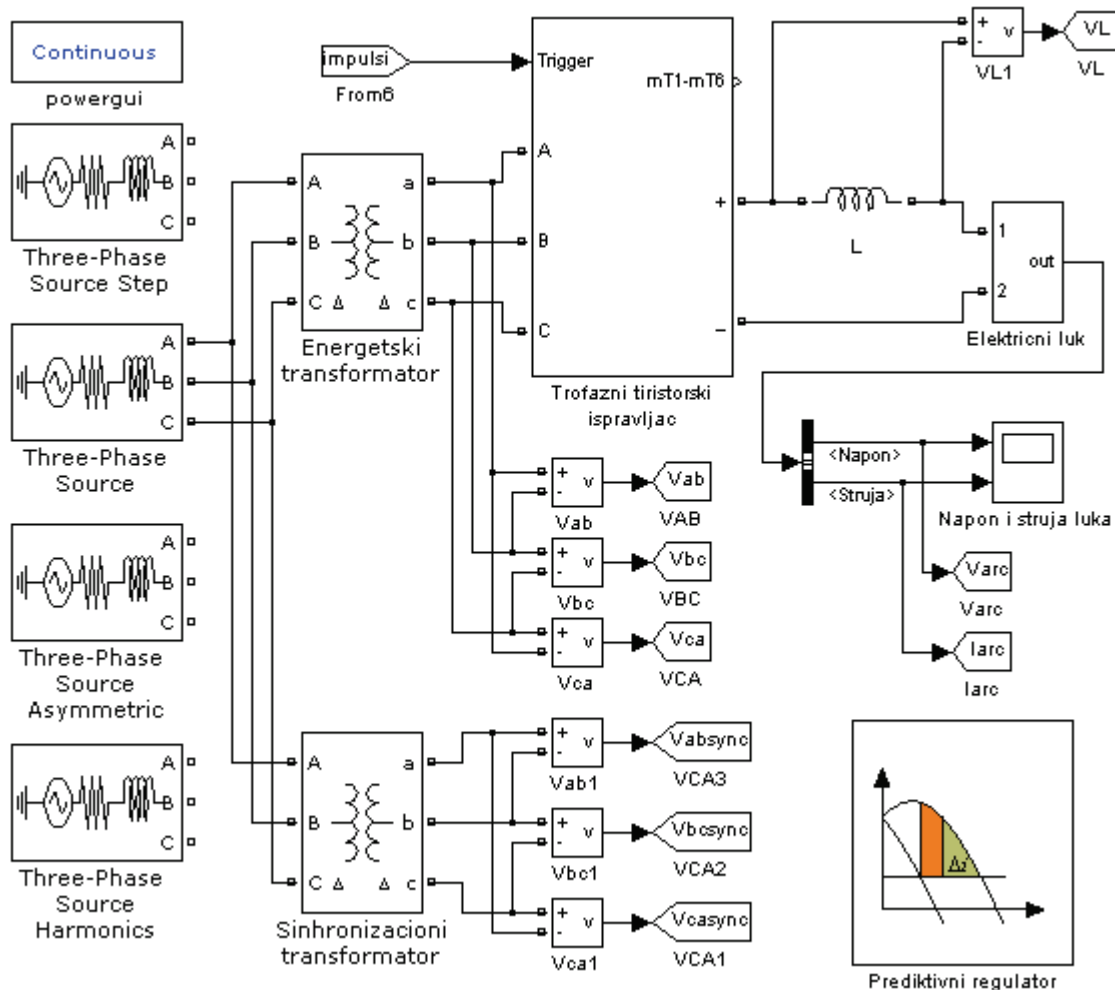 Continuous
powergui
A
B
C
Three-Phase
Source Step
A
B
C
Three-Phase
Source
A
B
C
Three-Phase
Source
Asymmetric
A
B
C
Three-Phase
Source
Harmonics
impulsi
From6
A
B
C
Δ
Δ
a
b
c
Energetski
transformator
Trigger
mT1-mT6
A
B
C
+
−
Trofazni tiristorski
ispravljac
L
+
-
v
VL1
VL
VL
1
2
out
Elektricni luk
<Napon>
<Struja>
Napon i struja luka
Varc
Varc
Iarc
Iarc
+
-
v
Vab
Vab
VAB
+
-
v
Vbc
Vbc
VBC
+
-
v
Vca
Vca
VCA
A
B
C
Δ
Δ
a
b
c
Sinhronizacioni
transformator
+
-
v
Vab1
Vabsync
VCA3
+
-
v
Vbc1
Vbcsync
VCA2
+
-
v
Vca1
Vcasync
VCA1
Δi
Prediktivni regulator